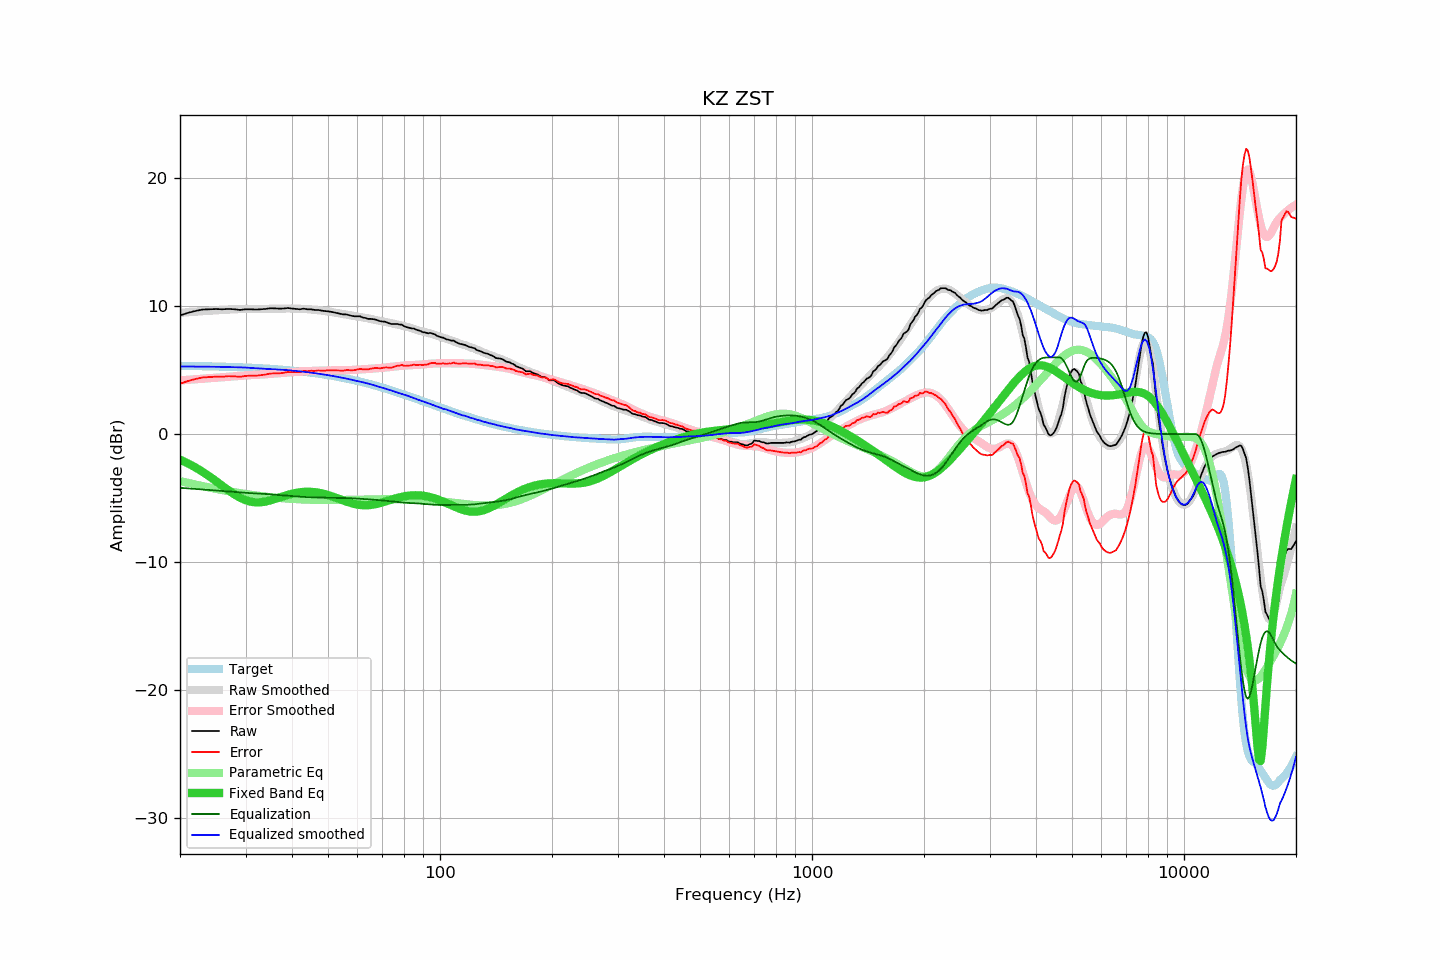 KZ ZST
20
10
0
−10
−20
−30
Amplitude (dBr)
Target
Raw Smoothed
Error Smoothed
Raw
Error
Parametric Eq
Fixed Band Eq
Equalization
Equalized smoothed
100
1000
10000
Frequency (Hz)